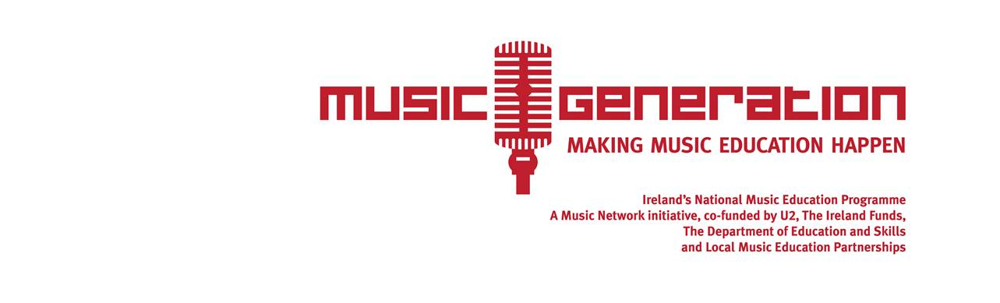 music generation
MAKING MUSIC EDUCATION HAPPEN
Ireland's National Music Education Programme
A Music Network initiative, co-funded by U2, The Ireland Funds,
The Department of Education and Skills
and Local Music Education Partnerships